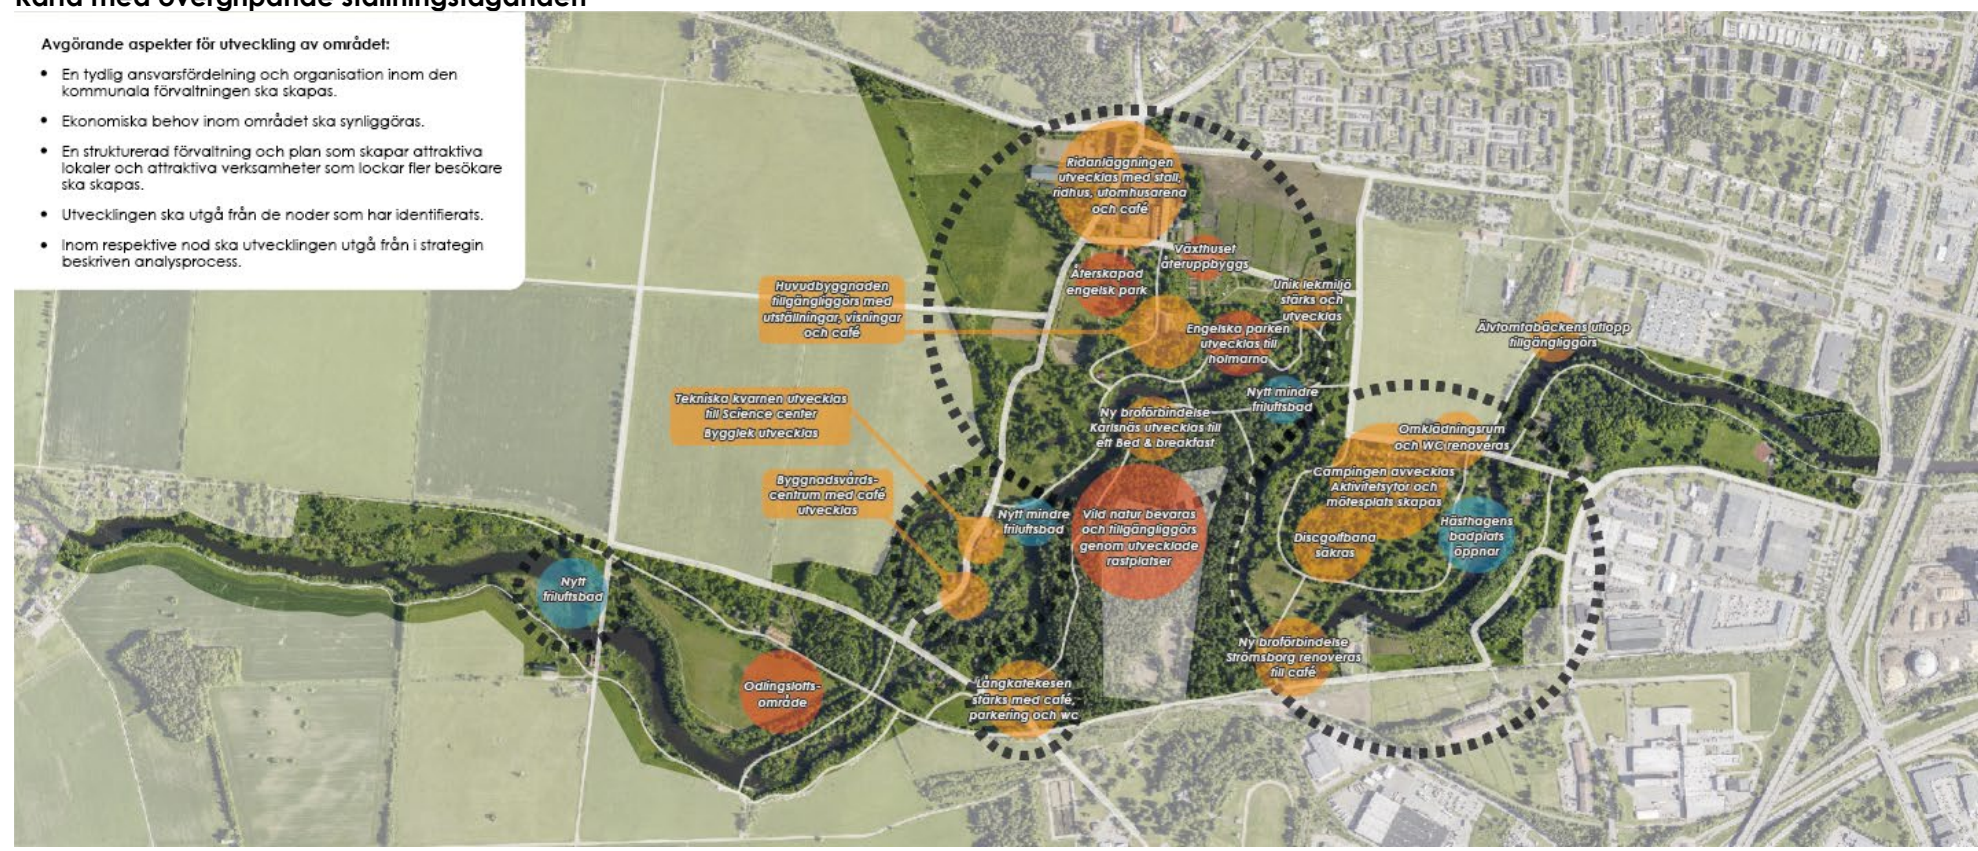 Karta med övergripande ställningstaganden
Avgörande aspekter för utveckling av området:
• En tydlig ansvarsfördelning och organisation inom den
kommunala förvaltningen ska skapas.
• Ekonomiska behov inom området ska synliggöras.
• En strukturerad förvaltning och plan som skapar attraktiva
lokaler och attraktiva verksamheter som lockar fler besökare
ska skapas.
• Utvecklingen ska utgå från de noder som har identifierats.
• Inom respektive nod ska utvecklingen utgå från i strategin
beskriven analysprocess.
Ridanläggningen
utvecklas med stall,
ridhus, utomhusarena
och café
Växthuset
återuppbyggs
Återskapad
engelsk park
Unik lekmiljö
stärks och
utvecklas
Huvudbyggnaden
tillgängliggörs med
utställningar, visningar
och café
Engelska parken
utvecklas till
holmarna
Älvtomtabäckens utlopp
tillgängliggörs
Nytt mindre
friluftsbad
Tekniska kvarnen utvecklas
till Science center
Bygglek utvecklas
Ny broförbindelse
Karlsnäs utvecklas till
ett Bed & breakfast
Omklädningsrum
och WC renoveras
Campingen avvecklas
Aktivitetsytor och
mötesplats skapas
Byggnadsvårds-
centrum med café
utvecklas
Nytt mindre
friluftsbad
Vild natur bevaras
och tillgängliggörs
genom utvecklade
rastplatser
Discgolfbana
säkras
Hästhagens
badplats
öppnar
Nytt
friluftsbad
Ny broförbindelse
Strömsborg renoveras
till café
Odlingslotts-
område
Långkatekesen
stärks med café,
parkering och wc